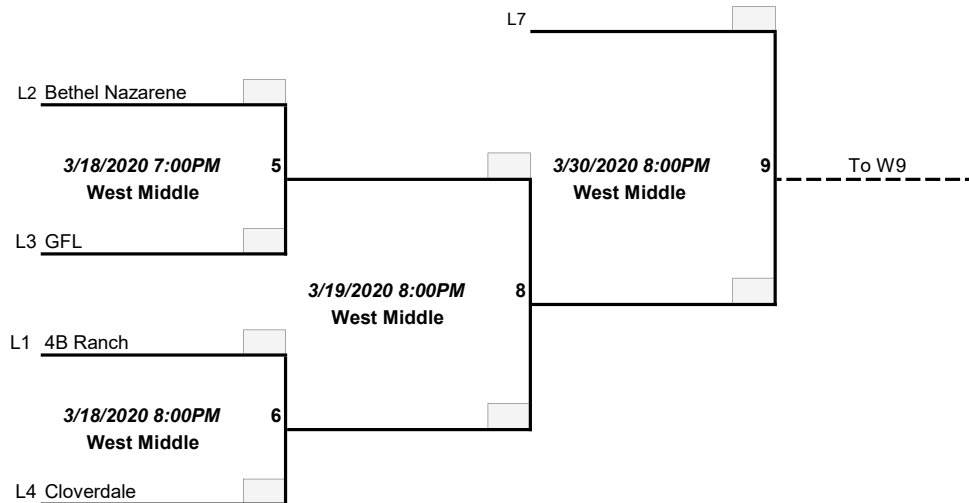 L7
L2 Bethel Nazarene
3/18/2020 7:00PM 5
West Middle
3/30/2020 8:00PM 9
West Middle
To W9
L3 GFL
3/19/2020 8:00PM 8
West Middle
L1 4B Ranch
3/18/2020 8:00PM 6
West Middle
L4 Cloverdale